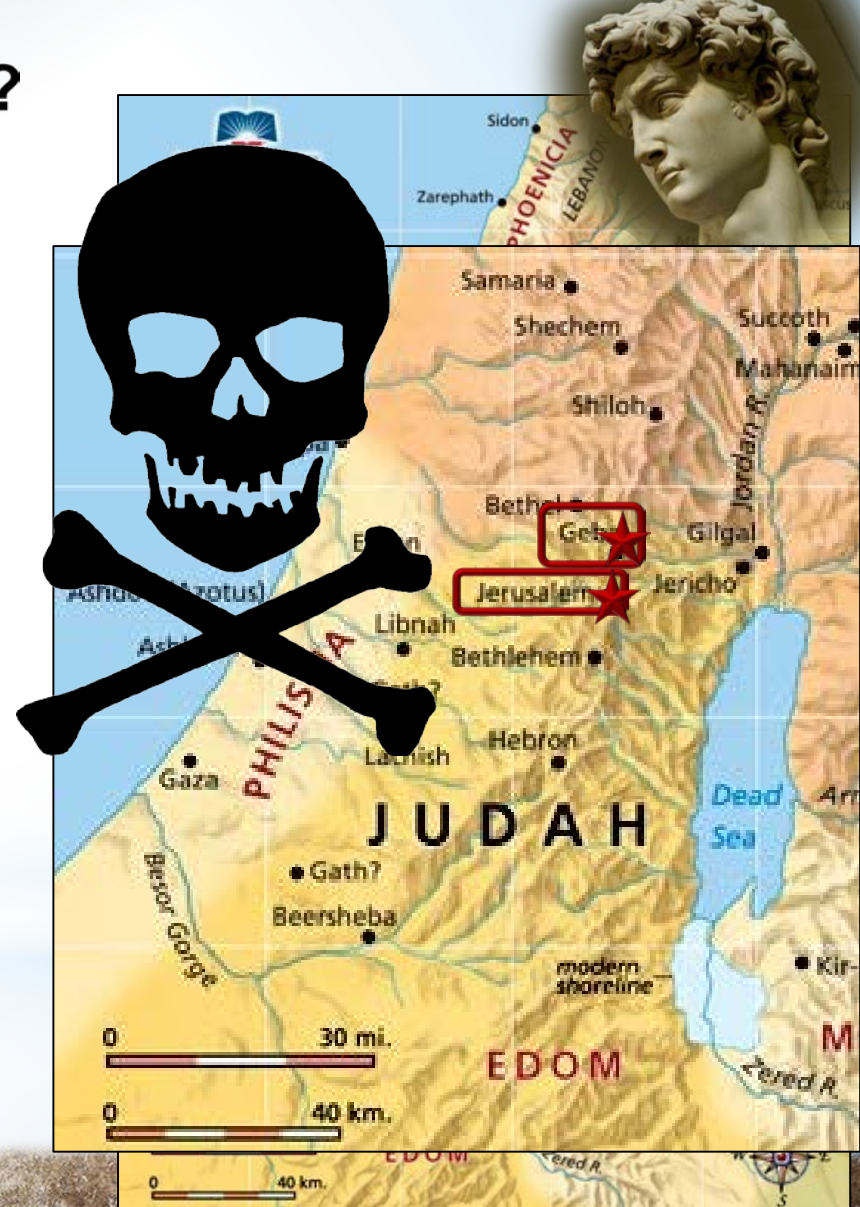 ?
Sidon
PHOENICIA
LEBANON
Zarephath
Samaria
Shechem
Succoth
Mahanaim
Shiloh
Jordan R.
Bethel
Gilgal
Jerusalem
Jericho
Libnah
Bethlehem
PHILISTIA
Hebron
Lachish
Gaza
JUDAH
Dead
Sea
Gath?
Besor Gorge
Beersheba
modern
shoreline
Kir-
0 30 mi.
EDOM
M
Zered R.
0 40 km.
EDOM
Zered R.
W E
0 40 km.
S